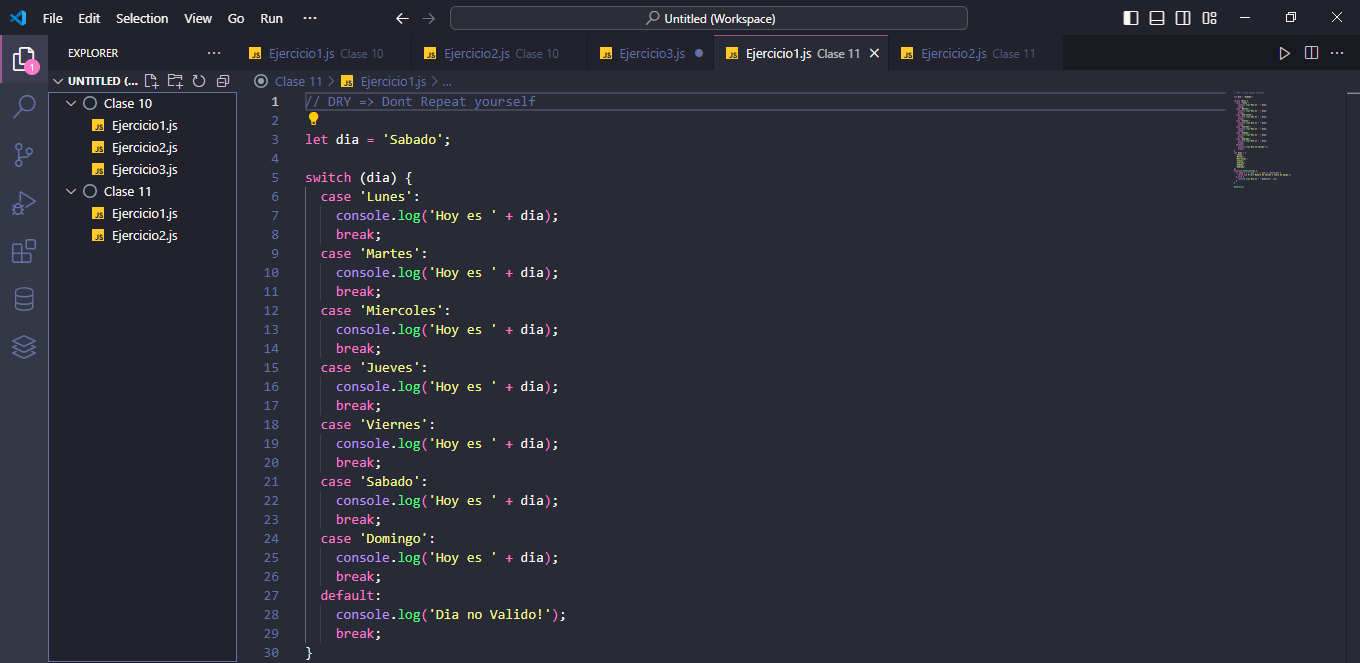 File Edit Selection View Go Run ··· Untitled (Workspace)
EXPLORER ···
UNTITLED (...
Clase 10
Ejercicio1.js
Ejercicio2.js
Ejercicio3.js
Clase 11
Ejercicio1.js
Ejercicio2.js
1
Ejercicio1.js Clase 10 Ejercicio2.js Clase 10 Ejercicio3.js Ejercicio1.js Clase 11 Ejercicio2.js Clase 11
Clase 11 > Ejercicio1.js > ...
1 // DRY => Dont Repeat yourself
2
3 let dia = 'Sabado';
4
5 switch (dia) {
6 case 'Lunes':
7 console.log('Hoy es ' + dia);
8 break;
9 case 'Martes':
10 console.log('Hoy es ' + dia);
11 break;
12 case 'Miercoles':
13 console.log('Hoy es ' + dia);
14 break;
15 case 'Jueves':
16 console.log('Hoy es ' + dia);
17 break;
18 case 'Viernes':
19 console.log('Hoy es ' + dia);
20 break;
21 case 'Sabado':
22 console.log('Hoy es ' + dia);
23 break;
24 case 'Domingo':
25 console.log('Hoy es ' + dia);
26 break;
27 default:
28 console.log('Dia no Valido!');
29 break;
30 }